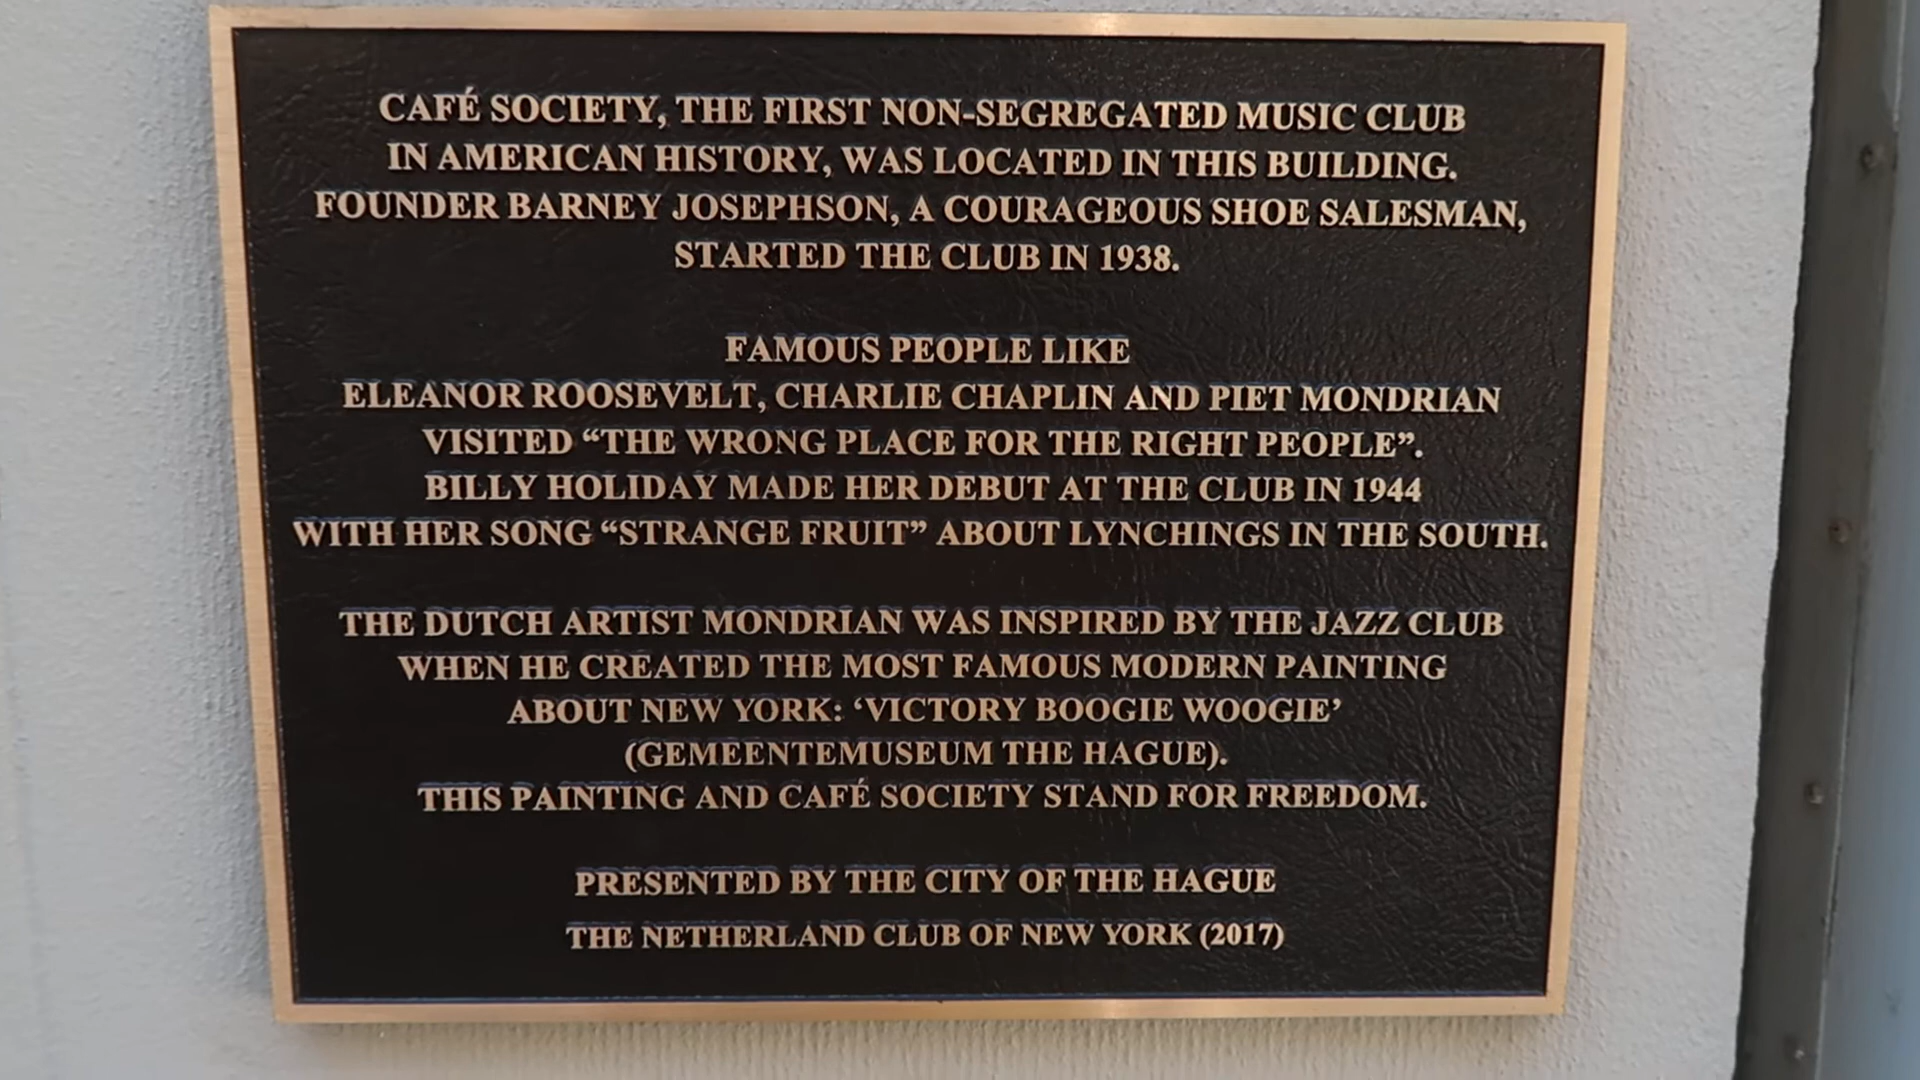 CAFÉ SOCIETY, THE FIRST NON-SEGREGATED MUSIC CLUB
IN AMERICAN HISTORY, WAS LOCATED IN THIS BUILDING.
FOUNDER BARNEY JOSEPHSON, A COURAGEOUS SHOE SALESMAN,
STARTED THE CLUB IN 1938.
FAMOUS PEOPLE LIKE
ELEANOR ROOSEVELT, CHARLIE CHAPLIN AND PIET MONDRIAN
VISITED “THE WRONG PLACE FOR THE RIGHT PEOPLE”.
BILLY HOLIDAY MADE HER DEBUT AT THE CLUB IN 1944
WITH HER SONG “STRANGE FRUIT” ABOUT LYNCHINGS IN THE SOUTH.
THE DUTCH ARTIST MONDRIAN WAS INSPIRED BY THE JAZZ CLUB
WHEN HE CREATED THE MOST FAMOUS MODERN PAINTING
ABOUT NEW YORK: ‘VICTORY BOOGIE WOOGIE’
(GEMEENTEMUSEUM THE HAGUE).
THIS PAINTING AND CAFÉ SOCIETY STAND FOR FREEDOM.
PRESENTED BY THE CITY OF THE HAGUE
THE NETHERLAND CLUB OF NEW YORK (2017)